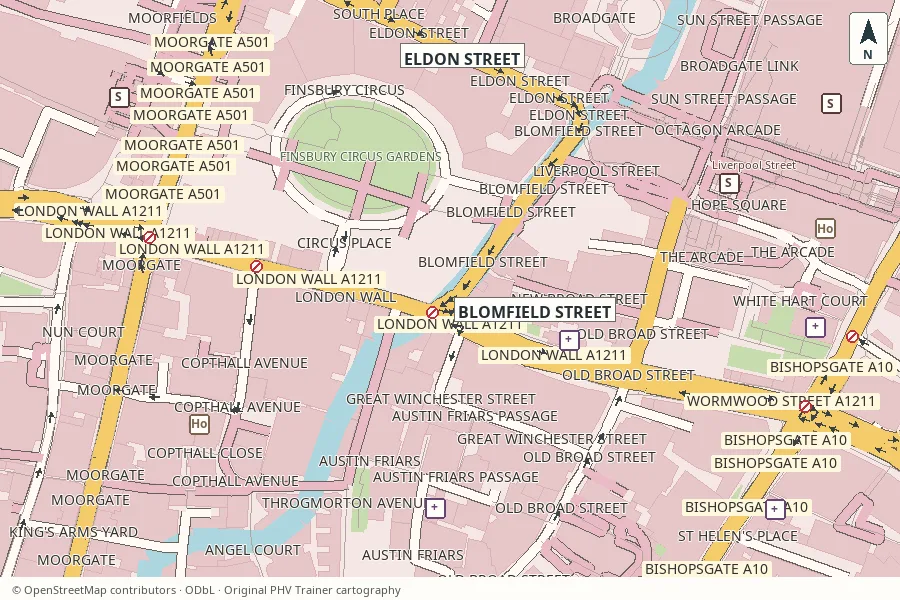 MOORFIELDS
SOUTH PLACE
BROADGATE
SUN STREET PASSAGE
ELDON STREET
MOORGATE A501
N
ELDON STREET
MOORGATE A501
BROADGATE LINK
ELDON STREET
FINSBURY CIRCUS
MOORGATE A501
S
ELDON STREET
SUN STREET PASSAGE
S
MOORGATE A501
ELDON STREET
BLOMFIELD STREET
OCTAGON ARCADE
MOORGATE A501
FINSBURY CIRCUS GARDENS
MOORGATE A501
Liverpool Street
LIVERPOOL STREET
S
BLOMFIELD STREET
MOORGATE A501
HOPE SQUARE
LONDON WALL A1211
BLOMFIELD STREET
Ho
LONDON WALL A1211
CIRCUS PLACE
LONDON WALL A1211
THE ARCADE
THE ARCADE
MOORGATE
BLOMFIELD STREET
LONDON WALL A1211
LONDON WALL
NEW BROAD STREET
WHITE HART COURT
BLOMFIELD STREET
LONDON WALL A1211
+
NUN COURT
+
OLD BROAD STREET
LONDON WALL A1211
MOORGATE
COPTHALL AVENUE
BISHOPSGATE A10
OLD BROAD STREET
MOORGATE
GREAT WINCHESTER STREET
WORMWOOD STREET A1211
COPTHALL AVENUE
AUSTIN FRIARS PASSAGE
Ho
GREAT WINCHESTER STREET
BISHOPSGATE A10
COPTHALL CLOSE
OLD BROAD STREET
AUSTIN FRIARS
BISHOPSGATE A10
MOORGATE
COPTHALL AVENUE
AUSTIN FRIARS PASSAGE
MOORGATE
THROGMORTON AVENUE
+
OLD BROAD STREET
BISHOPSGATE A10
+
KING'S ARMS YARD
ST HELEN'S PLACE
ANGEL COURT
AUSTIN FRIARS
MOORGATE
BISHOPSGATE A10
OLD BROAD STREET
© OpenStreetMap contributors · ODbL · Original PHV Trainer cartography